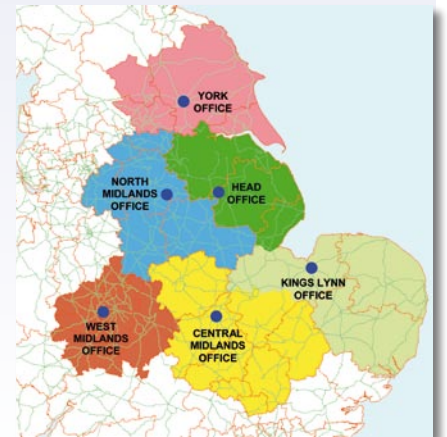 YORK
OFFICE
NORTH
MIDLANDS
OFFICE
HEAD
OFFICE
KINGS LYNN
OFFICE
WEST
MIDLANDS
OFFICE
CENTRAL
MIDLANDS
OFFICE